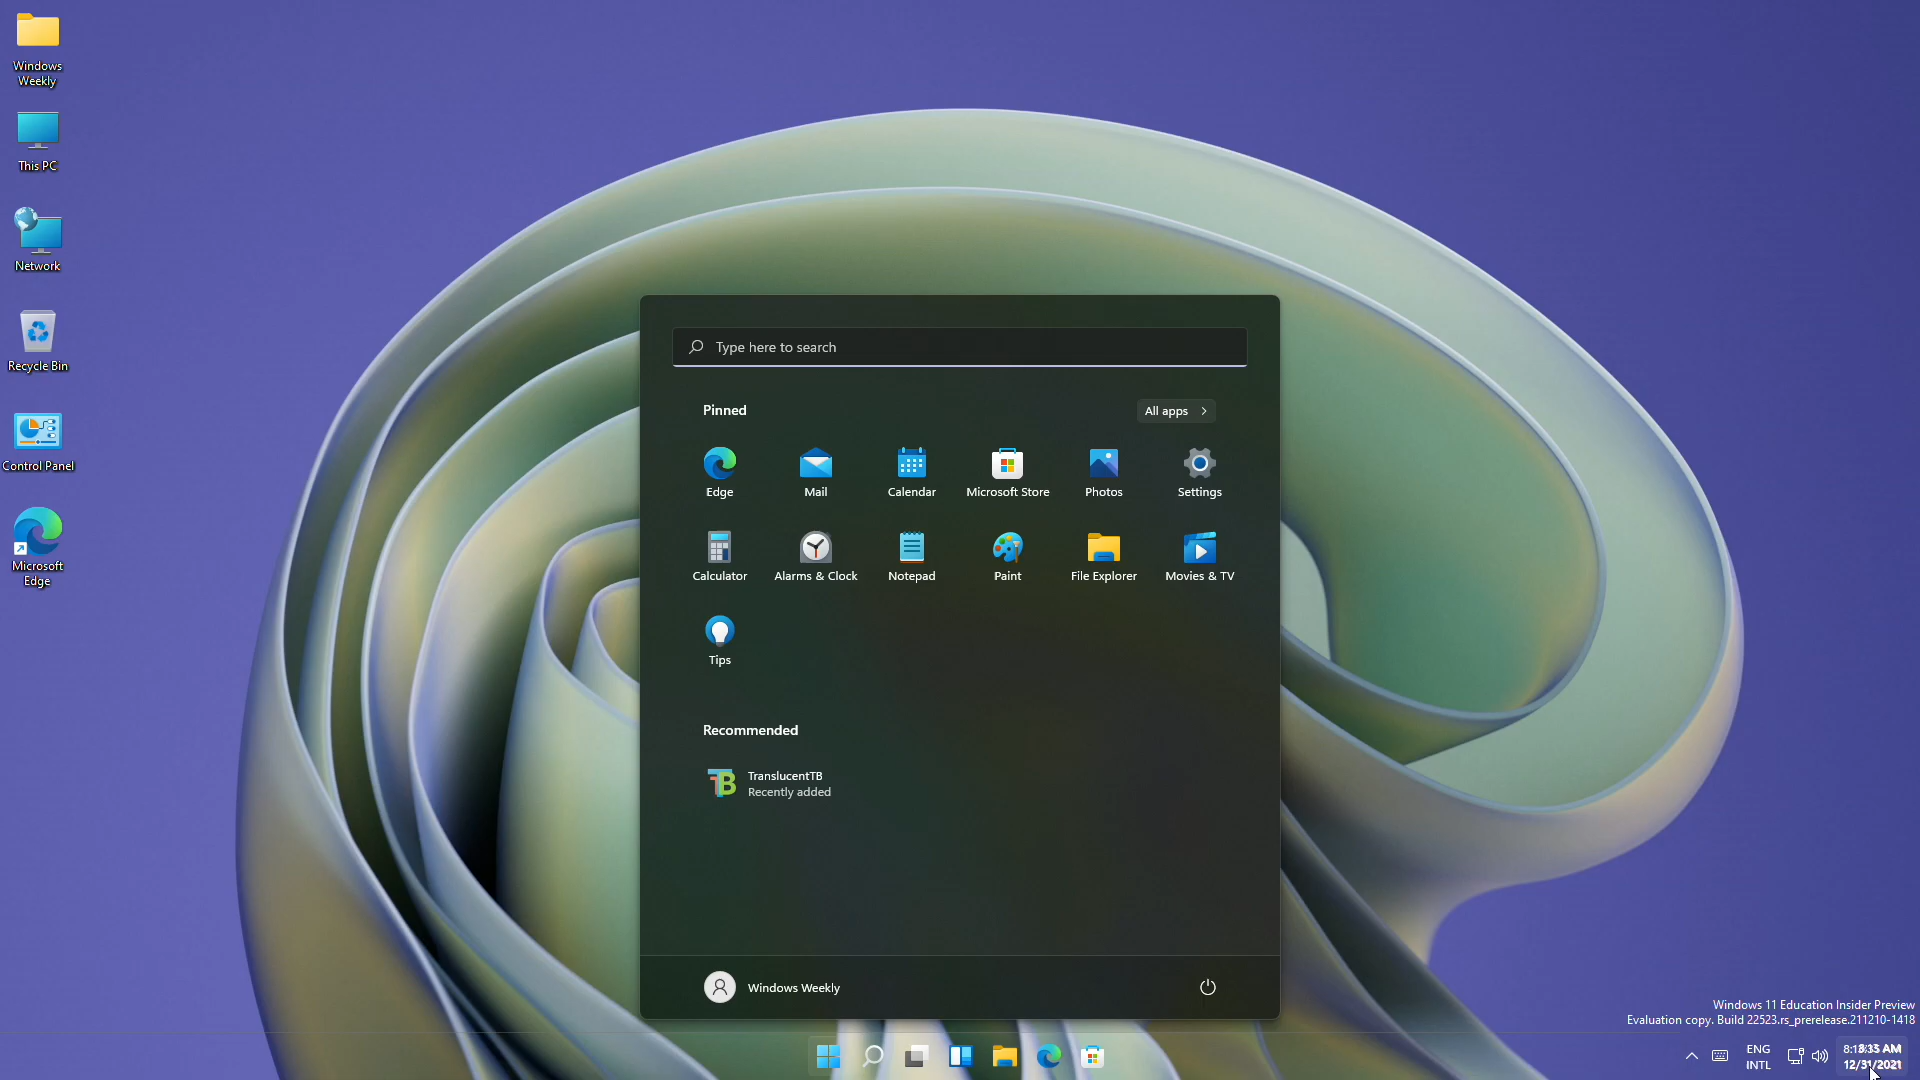 Windows
Weekly
This PC
Network
Recycle Bin
Control Panel
Microsoft
Edge
Type here to search
Pinned
All apps
Edge
Mail
Calendar
Microsoft Store
Photos
Settings
Calculator
Alarms & Clock
Notepad
Paint
File Explorer
Movies & TV
Tips
Recommended
TB
TranslucentTB
Recently added
Windows Weekly
Windows 11 Education Insider Preview
Evaluation copy. Build 22523.rs_prerelease.211210-1418
ENG
INTL
AM
12/31/2021